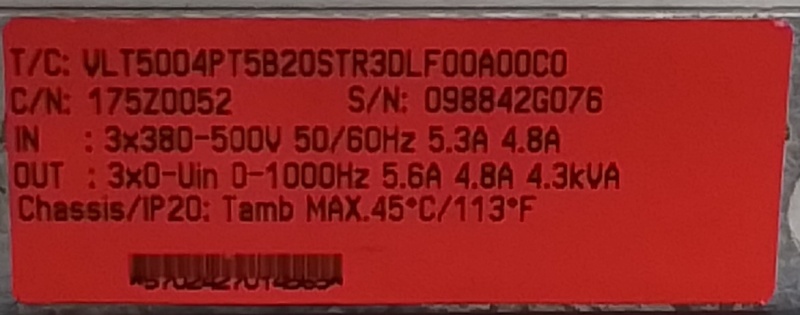 T/C: VLT5004PT5B20STR3DLF00A00C0
C/N: 175Z0052 S/N: 098842G076
IN : 3x380-500V 50/60Hz 5.3A 4.8A
OUT : 3x0-Uin 0-1000Hz 5.6A 4.8A 4.3kVA
Chassis/IP20: Tamb MAX.45°C/113°F